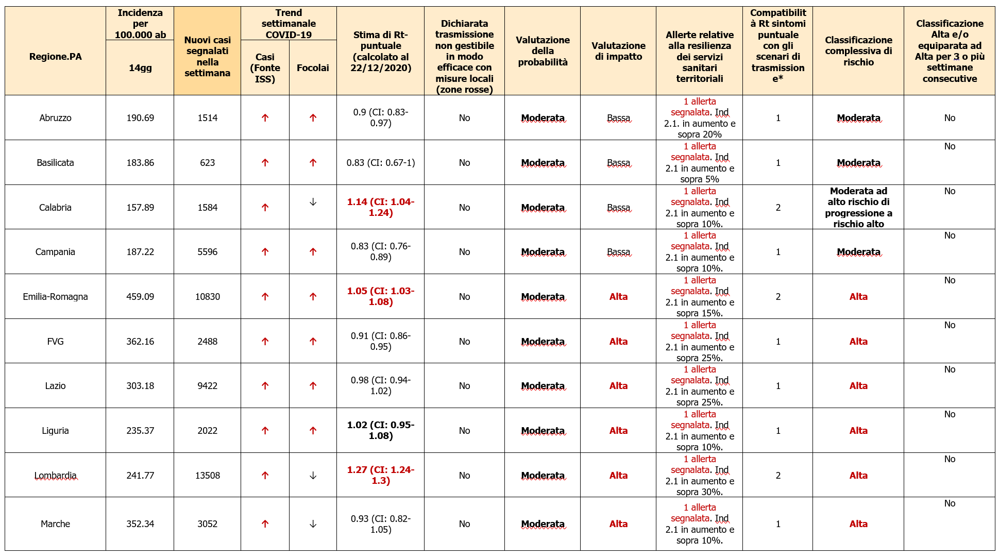 Regione.PA
Incidenza
per
100.000 ab
14gg
Nuovi casi
segnalati
nella
settimana
Trend
settimanale
COVID-19
Casi
(Fonte
ISS)
Focolai
Stima di Rt-
puntuale
(calcolato al
22/12/2020)
Dichiarata
trasmissione
non gestibile
in modo
efficace con
misure locali
(zone rosse)
Valutazione
della
probabilità
Valutazione
di impatto
Allerte relative
alla resilienza
dei servizi
sanitari
territoriali
Compatibilit
à Rt sintomi
puntuale
con gli
scenari di
trasmission
e*
Classificazione
complessiva di
rischio
Classificazione
Alta e/o
equiparata ad
Alta per 3 o più
settimane
consecutive
Abruzzo
190.69
1514
↑
↑
0.9 (CI: 0.83-
0.97)
No
Moderata
Bassa
1 allerta
segnalata. Ind
2.1. in aumento e
sopra 20%
1
Moderata
No
Basilicata
183.86
623
↑
↑
0.83 (CI: 0.67-1)
No
Moderata
Bassa
1 allerta
segnalata. Ind
2.1 in aumento e
sopra 5%
1
Moderata
No
Calabria
157.89
1584
↑
↓
1.14 (CI: 1.04-
1.24)
No
Moderata
Bassa
1 allerta
segnalata. Ind
2.1 in aumento e
sopra 10%.
2
Moderata ad
alto rischio di
progressione a
rischio alto
No
Campania
187.22
5596
↑
↑
0.83 (CI: 0.76-
0.89)
No
Moderata
Bassa
1 allerta
segnalata. Ind
2.1 in aumento e
sopra 10%.
1
Moderata
No
Emilia-Romagna
459.09
10830
↑
↑
1.05 (CI: 1.03-
1.08)
No
Moderata
Alta
1 allerta
segnalata. Ind
2.1 in aumento e
sopra 15%.
2
Alta
No
FVG
362.16
2488
↑
↑
0.91 (CI: 0.86-
0.95)
No
Moderata
Alta
1 allerta
segnalata. Ind
2.1 in aumento e
sopra 25%.
1
Alta
No
Lazio
303.18
9422
↑
↑
0.98 (CI: 0.94-
1.02)
No
Moderata
Alta
1 allerta
segnalata. Ind
2.1 in aumento e
sopra 25%.
1
Alta
No
Liguria
235.37
2022
↑
↑
1.02 (CI: 0.95-
1.08)
No
Moderata
Alta
1 allerta
segnalata. Ind
2.1 in aumento e
sopra 10%.
1
Alta
No
Lombardia
241.77
13508
↑
↓
1.27 (CI: 1.24-
1.3)
No
Moderata
Alta
1 allerta
segnalata. Ind
2.1 in aumento e
sopra 30%.
2
Alta
No
Marche
352.34
3052
↑
↓
0.93 (CI: 0.82-
1.05)
No
Moderata
Alta
1 allerta
segnalata. Ind
2.1 in aumento e
sopra 10%.
1
Alta
No